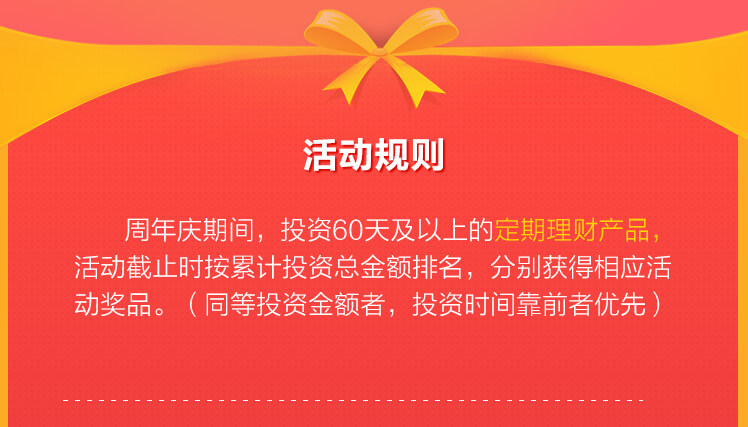 活动规则
周年庆期间，投资60天及以上的定期理财产品，
活动截止时按累计投资总金额排名，分别获得相应活
动奖品。（同等投资金额者，投资时间靠前者优先）